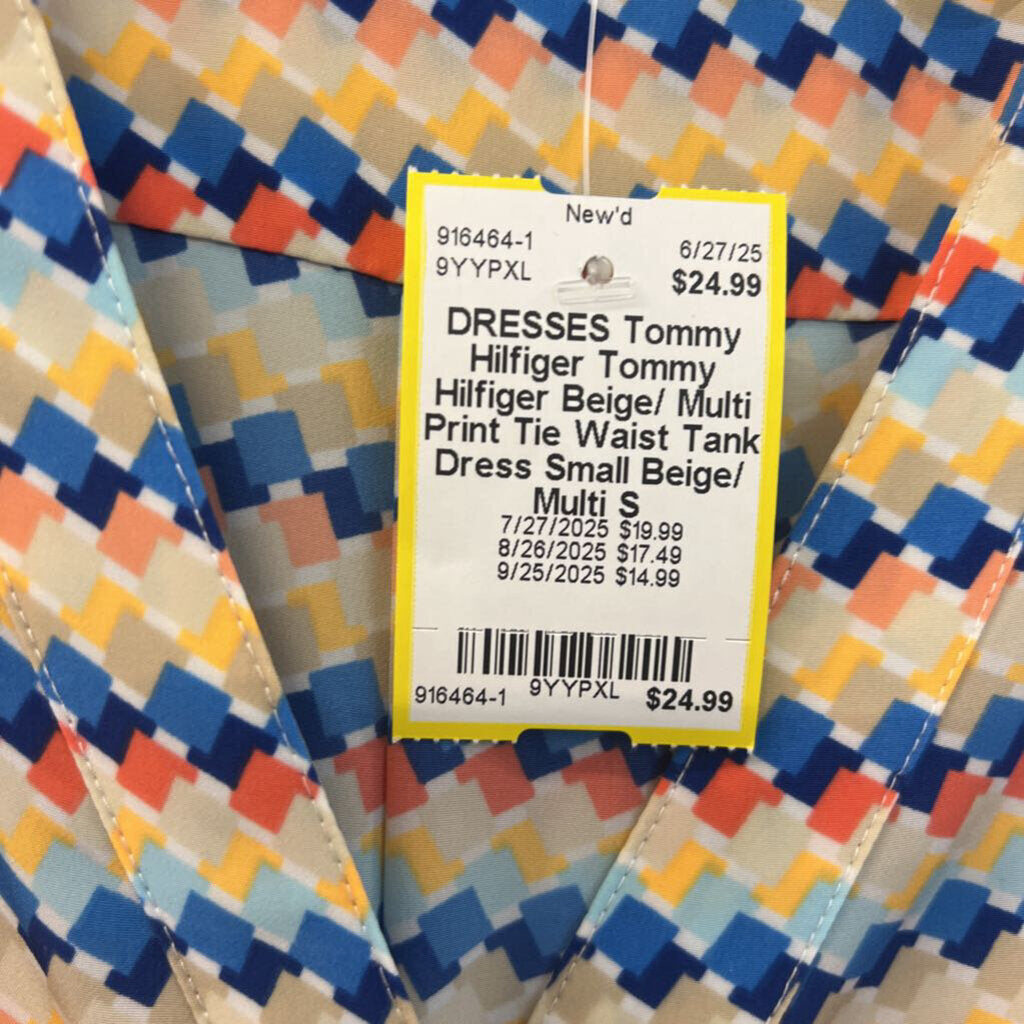 New'd
916464-1 6/27/25
9YYPXL $24.99
DRESSES Tommy
Hilfiger Tommy
Hilfiger Beige/ Multi
Print Tie Waist Tank
Dress Small Beige/
Multi S
7/27/2025 $19.99
8/26/2025 $17.49
9/25/2025 $14.99
916464-1 9YYPXL $24.99